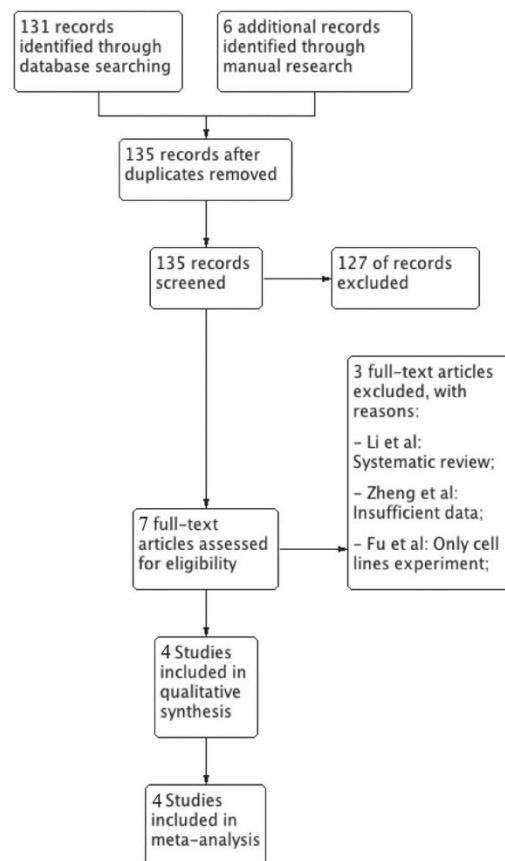 131 records
identified through
database searching
6 additional records
identified through
manual research
135 records after
duplicates removed
135 records
screened
127 of records
excluded
3 full-text articles
excluded, with
reasons:
- Li et al:
Systematic review;
- Zheng et al:
Insufficient data;
- Fu et al: Only cell
lines experiment;
7 full-text
articles assessed
for eligibility
4 Studies
included in
qualitative
synthesis
4 Studies
included in
meta-analysis